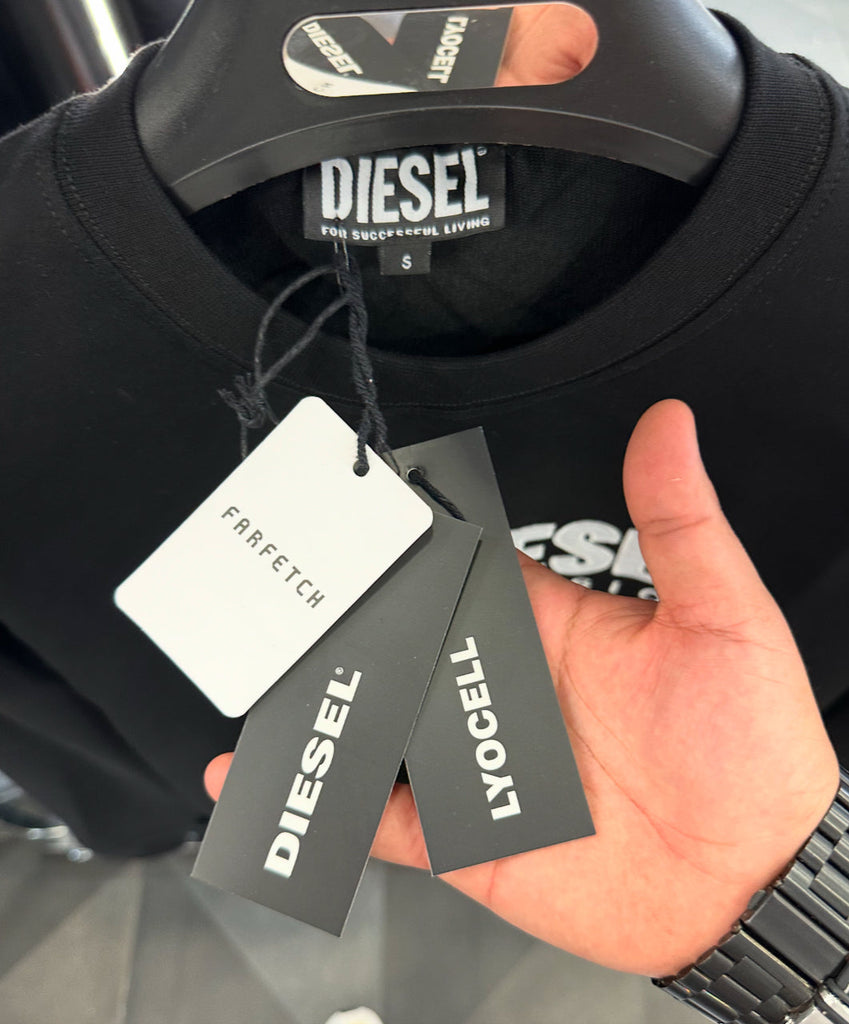 DIESEL
LYOCELL
DIESEL®
FOR SUCCESSFUL LIVING
S
FARFETCH
DIESEL®
LYOCELL